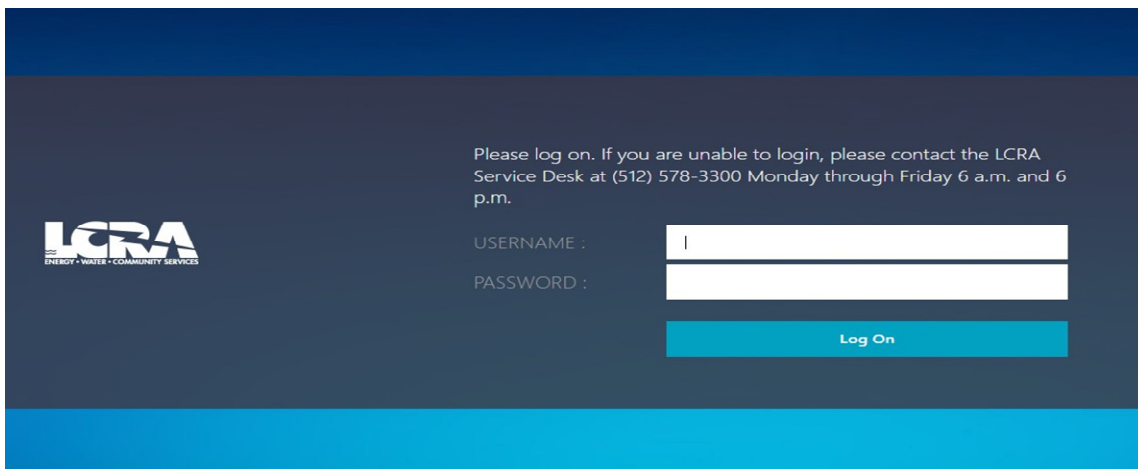 Please log on. If you are unable to login, please contact the LCRA
Service Desk at (512) 578-3300 Monday through Friday 6 a.m. and 6
p.m.
LCRA
ENERGY • WATER • COMMUNITY SERVICES
USERNAME :
PASSWORD :
Log On